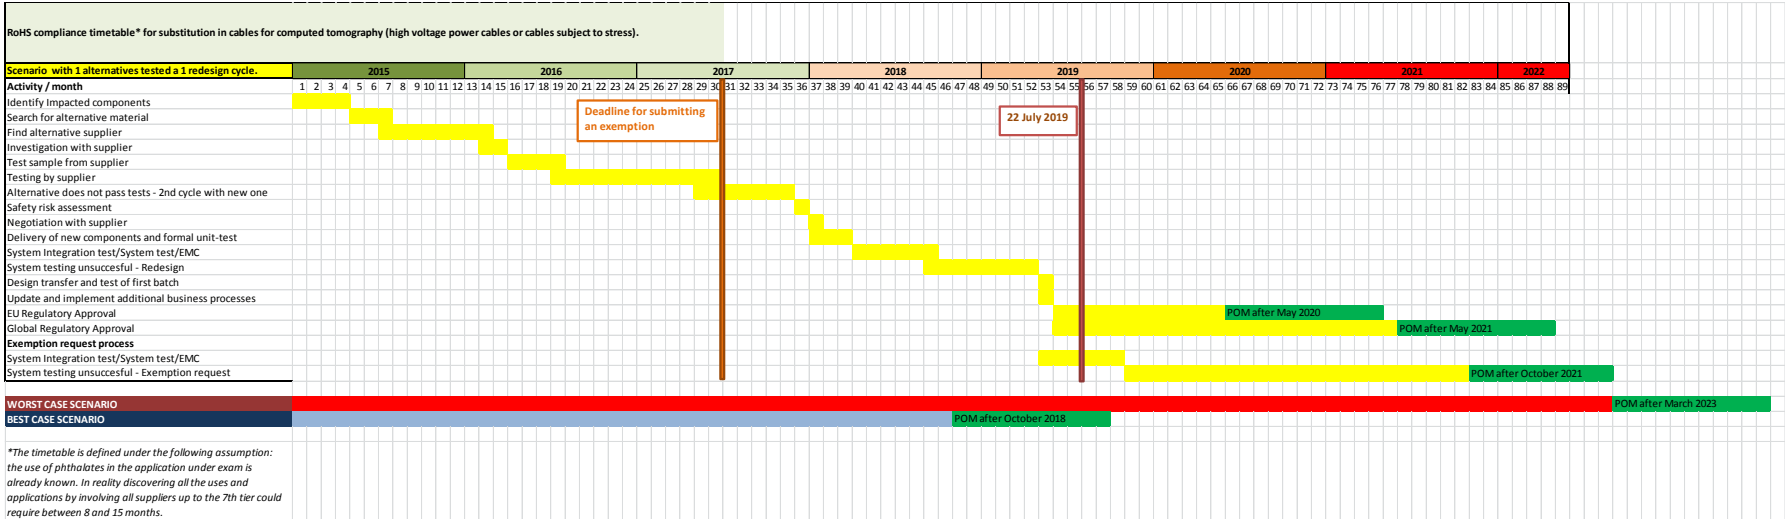 RoHS compliance timetable* for substitution in cables for computed tomography (high voltage power cables or cables subject to stress).
Scenario with 1 alternatives tested a 1 redesign cycle. 2015 2016 2017 2018 2019 2020 2021 2022
Activity / month 1 2 3 4 5 6 7 8 9 10 11 12 13 14 15 16 17 18 19 20 21 22 23 24 25 26 27 28 29 30 31 32 33 34 35 36 37 38 39 40 41 42 43 44 45 46 47 48 49 50 51 52 53 54 55 56 57 58 59 60 61 62 63 64 65 66 67 68 69 70 71 72 73 74 75 76 77 78 79 80 81 82 83 84 85 86 87 88 89
Identify Impacted components
Search for alternative material
Deadline for submitting
an exemption
22 July 2019
Find alternative supplier
Investigation with supplier
Test sample from supplier
Testing by supplier
Alternative does not pass tests - 2nd cycle with new one
Safety risk assessment
Negotiation with supplier
Delivery of new components and formal unit-test
System Integration test/System test/EMC
System testing unsuccesful - Redesign
Design transfer and test of first batch
Update and implement additional business processes
EU Regulatory Approval POM after May 2020
Global Regulatory Approval POM after May 2021
Exemption request process
System Integration test/System test/EMC
System testing unsuccesful - Exemption request POM after October 2021
WORST CASE SCENARIO POM after March 2023
BEST CASE SCENARIO POM after October 2018
*The timetable is defined under the following assumption:
the use of phthalates in the application under exam is
already known. In reality discovering all the uses and
applications by involving all suppliers up to the 7th tier could
require between 8 and 15 months.